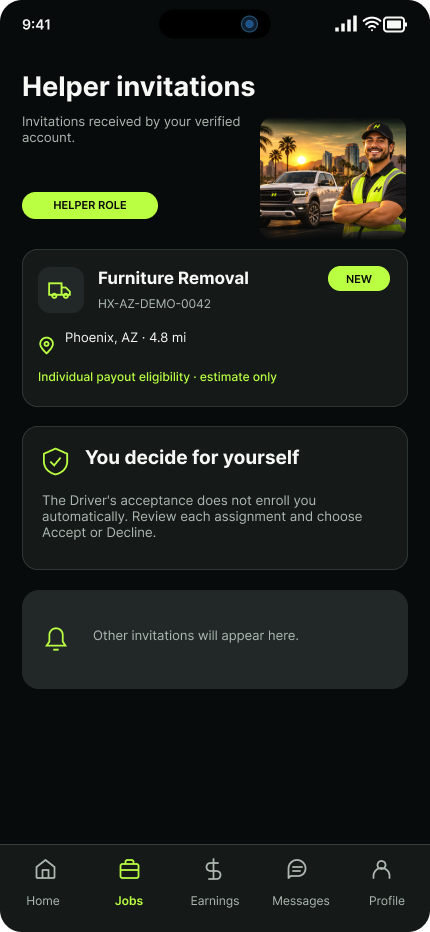 9:41
Helper invitations
Invitations received by your verified
account.
HELPER ROLE
Furniture Removal
NEW
HX-AZ-DEMO-0042
Phoenix, AZ · 4.8 mi
Individual payout eligibility · estimate only
You decide for yourself
The Driver's acceptance does not enroll you
automatically. Review each assignment and choose
Accept or Decline.
Other invitations will appear here.
Home
Jobs
Earnings
Messages
Profile